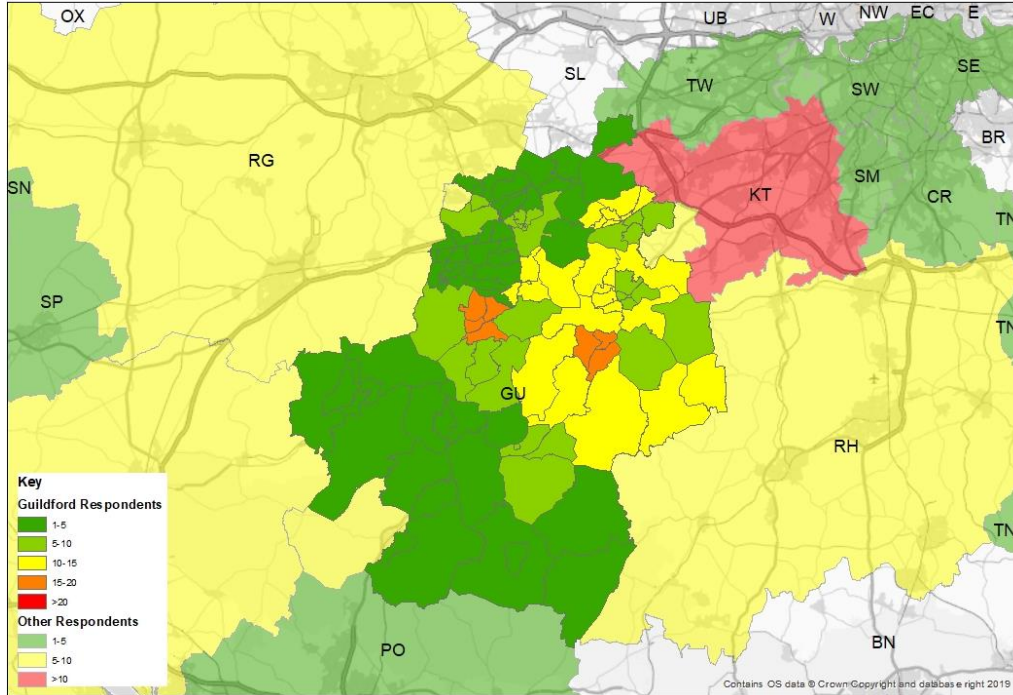 OX
UB
W
NW
EC
E
SL
TW
SW
SE
BR
RG
KT
SM
CR
SN
TN
SP
TN
GU
RH
TN
PO
BN
Key
Guildford Respondents
1-5
5-10
10-15
15-20
>20
Other Respondents
1-5
5-10
>10
Contains OS data © Crown Copyright and database right 2019